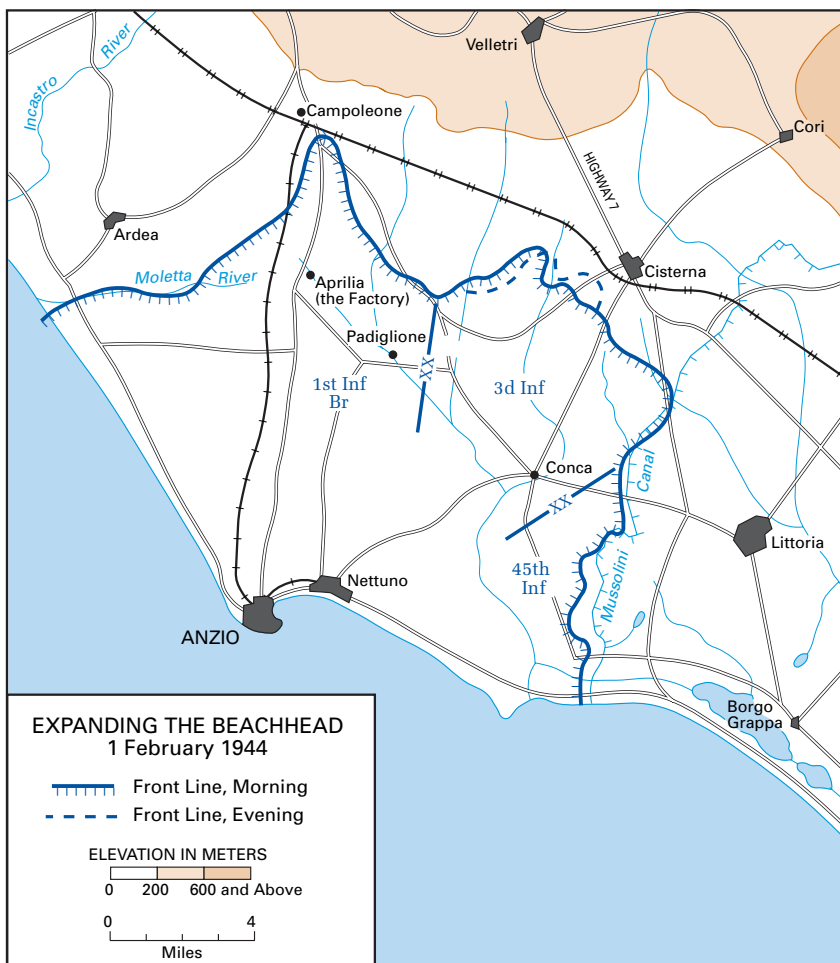 Velletri
River
Incastro
Campoleone
Cori
HIGHWAY 7
Ardea
Moletta
River
Aprilia
(the Factory)
Cisterna
Padiglione
XX
1st Inf
Br
3d Inf
Conca
XX
Canal
Mussolini
Littoria
45th
Inf
Nettuno
ANZIO
Borgo
Grappa
EXPANDING THE BEACHHEAD
1 February 1944
Front Line, Morning
Front Line, Evening
ELEVATION IN METERS
0 200 600 and Above
0 4
Miles